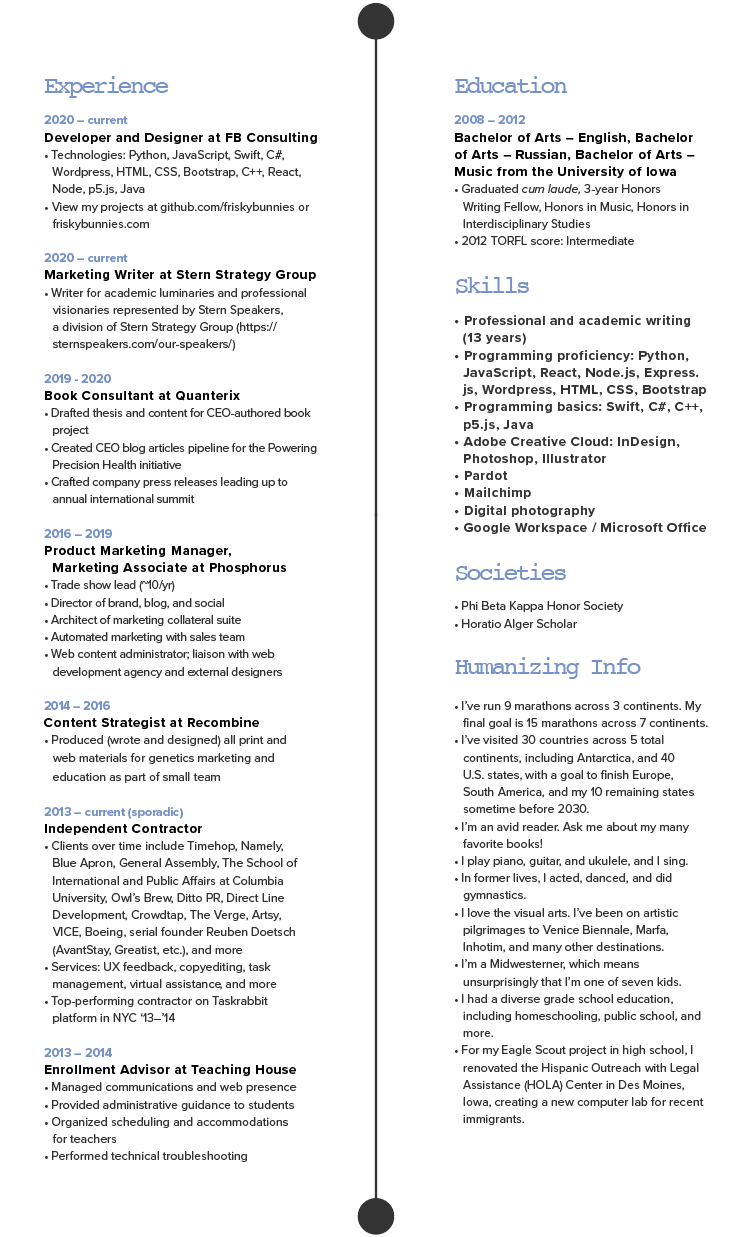 Experience
2020 – current
Developer and Designer at FB Consulting
• Technologies: Python, JavaScript, Swift, C#,
Wordpress, HTML, CSS, Bootstrap, C++, React,
Node, p5.js, Java
• View my projects at github.com/friskybunnies or
friskybunnies.com
2020 – current
Marketing Writer at Stern Strategy Group
• Writer for academic luminaries and professional
visionaries represented by Stern Speakers,
a division of Stern Strategy Group (https://
sternspeakers.com/our-speakers/)
2019 - 2020
Book Consultant at Quanterix
• Drafted thesis and content for CEO-authored book
project
• Created CEO blog articles pipeline for the Powering
Precision Health initiative
• Crafted company press releases leading up to
annual international summit
2016 – 2019
Product Marketing Manager,
Marketing Associate at Phosphorus
• Trade show lead (~10/yr)
• Director of brand, blog, and social
• Architect of marketing collateral suite
• Automated marketing with sales team
• Web content administrator; liaison with web
development agency and external designers
2014 – 2016
Content Strategist at Recombine
• Produced (wrote and designed) all print and
web materials for genetics marketing and
education as part of small team
2013 – current (sporadic)
Independent Contractor
• Clients over time include Timehop, Namely,
Blue Apron, General Assembly, The School of
International and Public Affairs at Columbia
University, Owl’s Brew, Ditto PR, Direct Line
Development, Crowdtap, The Verge, Artsy,
VICE, Boeing, serial founder Reuben Doetsch
(AvantStay, Greatist, etc.), and more
• Services: UX feedback, copyediting, task
management, virtual assistance, and more
• Top-performing contractor on Taskrabbit
platform in NYC ‘13–’14
2013 – 2014
Enrollment Advisor at Teaching House
• Managed communications and web presence
• Provided administrative guidance to students
• Organized scheduling and accommodations
for teachers
• Performed technical troubleshooting
Education
2008 – 2012
Bachelor of Arts – English, Bachelor
of Arts – Russian, Bachelor of Arts –
Music from the University of Iowa
• Graduated cum laude, 3-year Honors
Writing Fellow, Honors in Music, Honors in
Interdisciplinary Studies
• 2012 TORFL score: Intermediate
Skills
• Professional and academic writing
(13 years)
• Programming proficiency: Python,
JavaScript, React, Node.js, Express.
js, Wordpress, HTML, CSS, Bootstrap
• Programming basics: Swift, C#, C++,
p5.js, Java
• Adobe Creative Cloud: InDesign,
Photoshop, Illustrator
• Pardot
• Mailchimp
• Digital photography
• Google Workspace / Microsoft Office
Societies
• Phi Beta Kappa Honor Society
• Horatio Alger Scholar
Humanizing Info
• I’ve run 9 marathons across 3 continents. My
final goal is 15 marathons across 7 continents.
• I’ve visited 30 countries across 5 total
continents, including Antarctica, and 40
U.S. states, with a goal to finish Europe,
South America, and my 10 remaining states
sometime before 2030.
• I’m an avid reader. Ask me about my many
favorite books!
• I play piano, guitar, and ukulele, and I sing.
• In former lives, I acted, danced, and did
gymnastics.
• I love the visual arts. I’ve been on artistic
pilgrimages to Venice Biennale, Marfa,
Inhotim, and many other destinations.
• I’m a Midwesterner, which means
unsurprisingly that I’m one of seven kids.
• I had a diverse grade school education,
including homeschooling, public school, and
more.
• For my Eagle Scout project in high school, I
renovated the Hispanic Outreach with Legal
Assistance (HOLA) Center in Des Moines,
Iowa, creating a new computer lab for recent
immigrants.